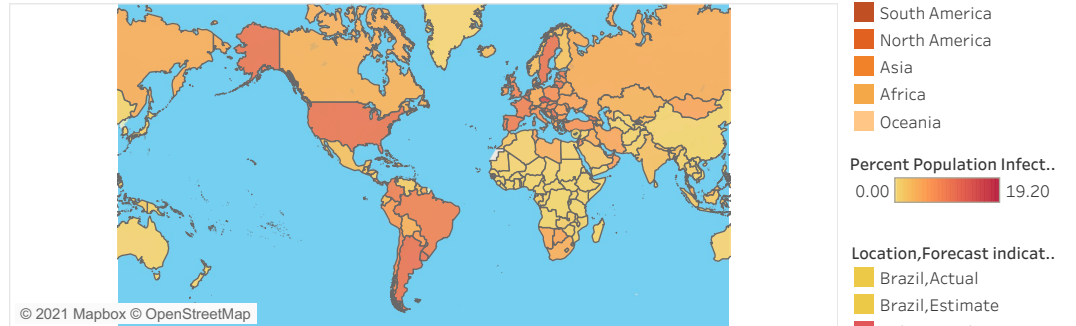 South America
North America
Asia
Africa
Oceania
Percent Population Infect..
0.00 19.20
Location,Forecast indicat..
Brazil,Actual
Brazil,Estimate
© 2021 Mapbox © OpenStreetMap